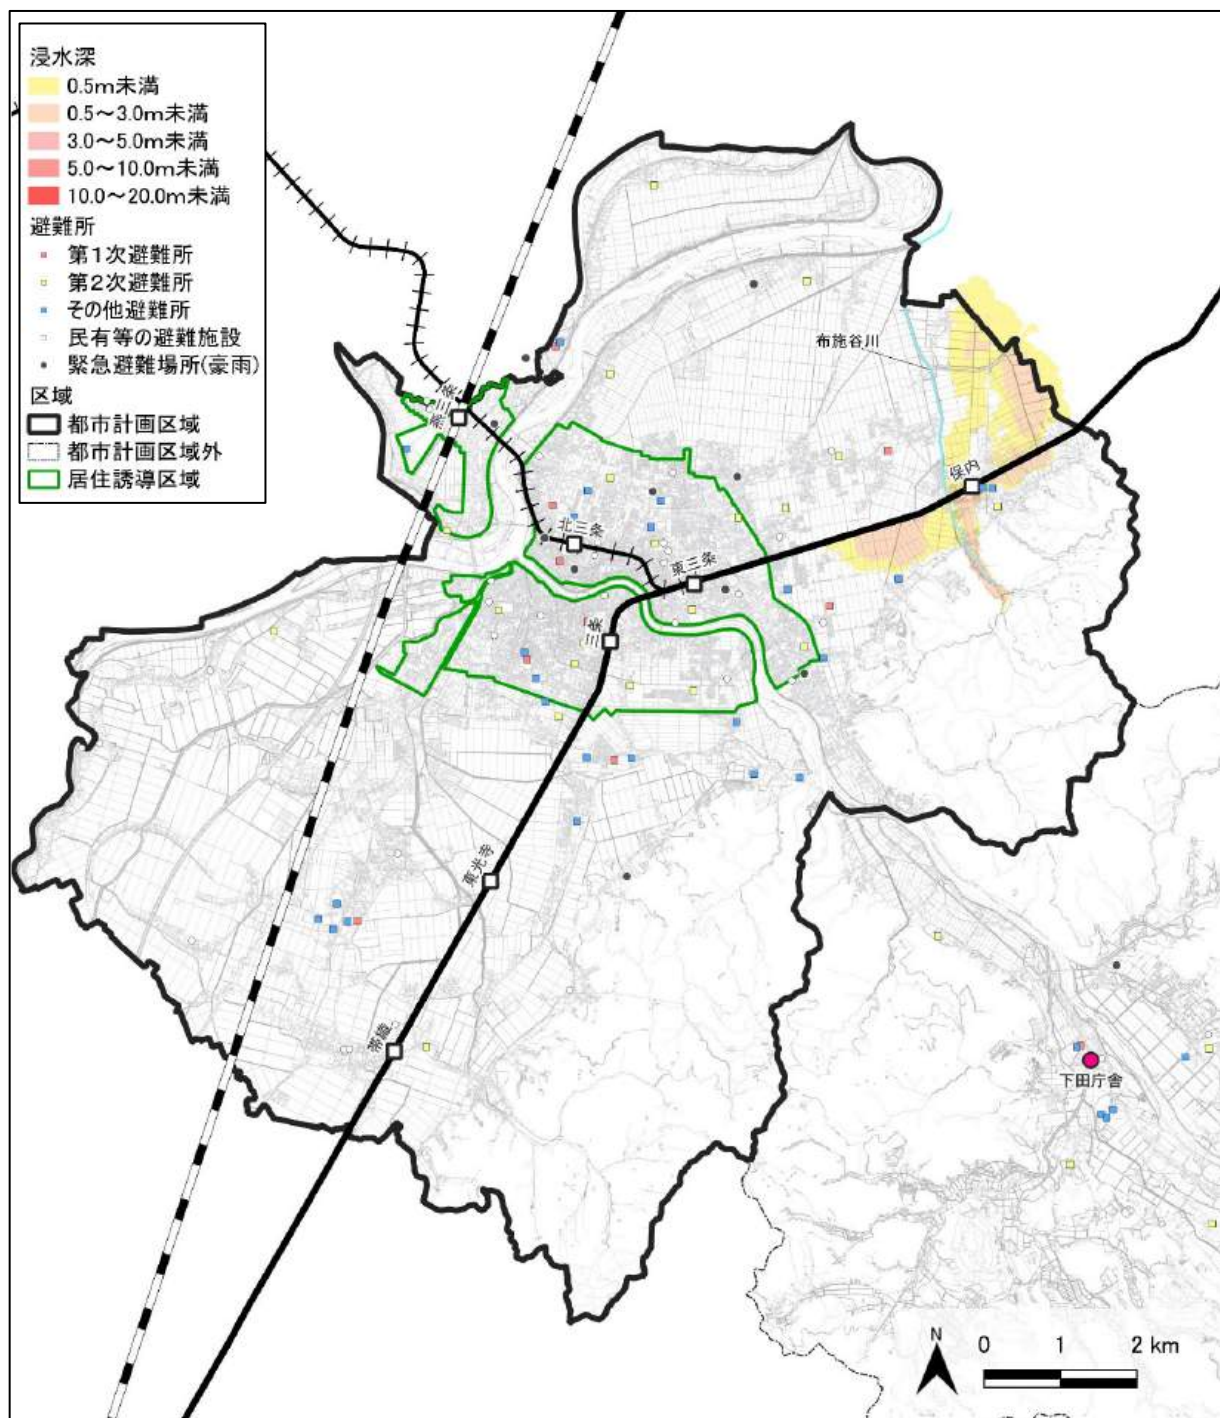 浸水深
0.5m未満
0.5～3.0m未満
3.0～5.0m未満
5.0～10.0m未満
10.0～20.0m未満
避難所
第1次避難所
第2次避難所
その他避難所
民有等の避難施設
緊急避難場所(豪雨)
区域
都市計画区域
都市計画区域外
居住誘導区域
布施谷川
燕三条
保内
北三条
東三条
三条
東光寺
帯織
下田庁舎
N
0 1 2 km